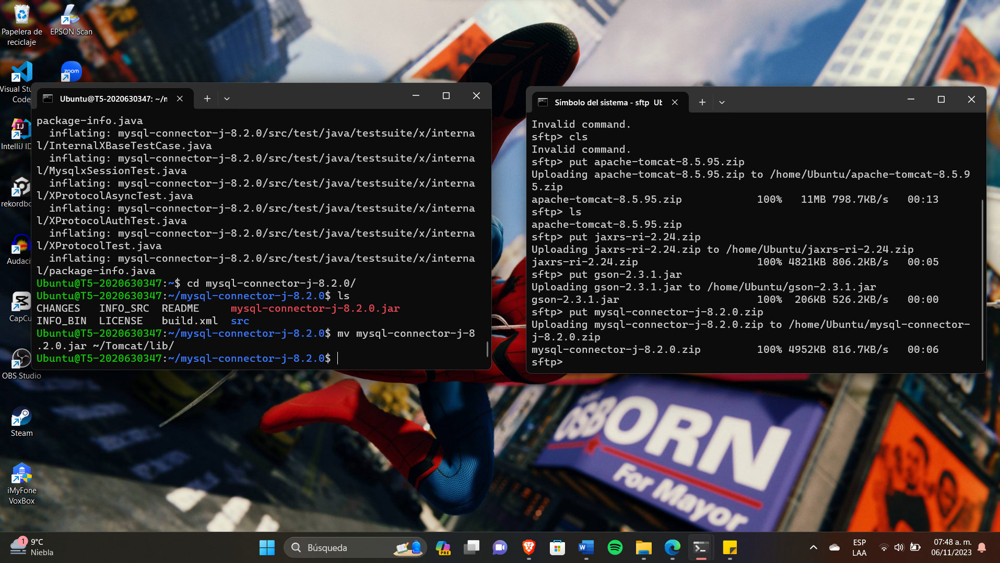 Papelera de
reciclaje
EPSON Scan
Visual Stu
Code
zoom
IntelliJ ID
rekordbo
Audacit
CapCu
OBS Studio
Steam
iMyFone
VoxBox
Ubuntu@T5-2020630347: ~/n
package-info.java
inflating: mysql-connector-j-8.2.0/src/test/java/testsuite/x/interna
l/InternalXBaseTestCase.java
inflating: mysql-connector-j-8.2.0/src/test/java/testsuite/x/interna
l/MysqlxSessionTest.java
inflating: mysql-connector-j-8.2.0/src/test/java/testsuite/x/interna
l/XProtocolAsyncTest.java
inflating: mysql-connector-j-8.2.0/src/test/java/testsuite/x/interna
l/XProtocolAuthTest.java
inflating: mysql-connector-j-8.2.0/src/test/java/testsuite/x/interna
l/XProtocolTest.java
inflating: mysql-connector-j-8.2.0/src/test/java/testsuite/x/interna
l/package-info.java
Ubuntu@T5-2020630347:~$ cd mysql-connector-j-8.2.0/
Ubuntu@T5-2020630347:~/mysql-connector-j-8.2.0$ ls
CHANGES INFO_SRC README mysql-connector-j-8.2.0.jar
INFO_BIN LICENSE build.xml src
Ubuntu@T5-2020630347:~/mysql-connector-j-8.2.0$ mv mysql-connector-j-8
.2.0.jar ~/Tomcat/lib/
Ubuntu@T5-2020630347:~/mysql-connector-j-8.2.0$
Símbolo del sistema - sftp Ub
Invalid command.
sftp> cls
Invalid command.
sftp> put apache-tomcat-8.5.95.zip
Uploading apache-tomcat-8.5.95.zip to /home/Ubuntu/apache-tomcat-8.5.9
5.zip
apache-tomcat-8.5.95.zip 100% 11MB 798.7KB/s 00:13
sftp> ls
apache-tomcat-8.5.95.zip
sftp> put jaxrs-ri-2.24.zip
Uploading jaxrs-ri-2.24.zip to /home/Ubuntu/jaxrs-ri-2.24.zip
jaxrs-ri-2.24.zip 100% 4821KB 806.2KB/s 00:05
sftp> put gson-2.3.1.jar
Uploading gson-2.3.1.jar to /home/Ubuntu/gson-2.3.1.jar
gson-2.3.1.jar 100% 206KB 526.2KB/s 00:00
sftp> put mysql-connector-j-8.2.0.zip
Uploading mysql-connector-j-8.2.0.zip to /home/Ubuntu/mysql-connector-
j-8.2.0.zip
mysql-connector-j-8.2.0.zip 100% 4952KB 816.7KB/s 00:06
sftp>
OSBORN
For Mayor
1
9°C
Niebla
Búsqueda
PRE
ESP
LAA
07:48 a. m.
06/11/2023